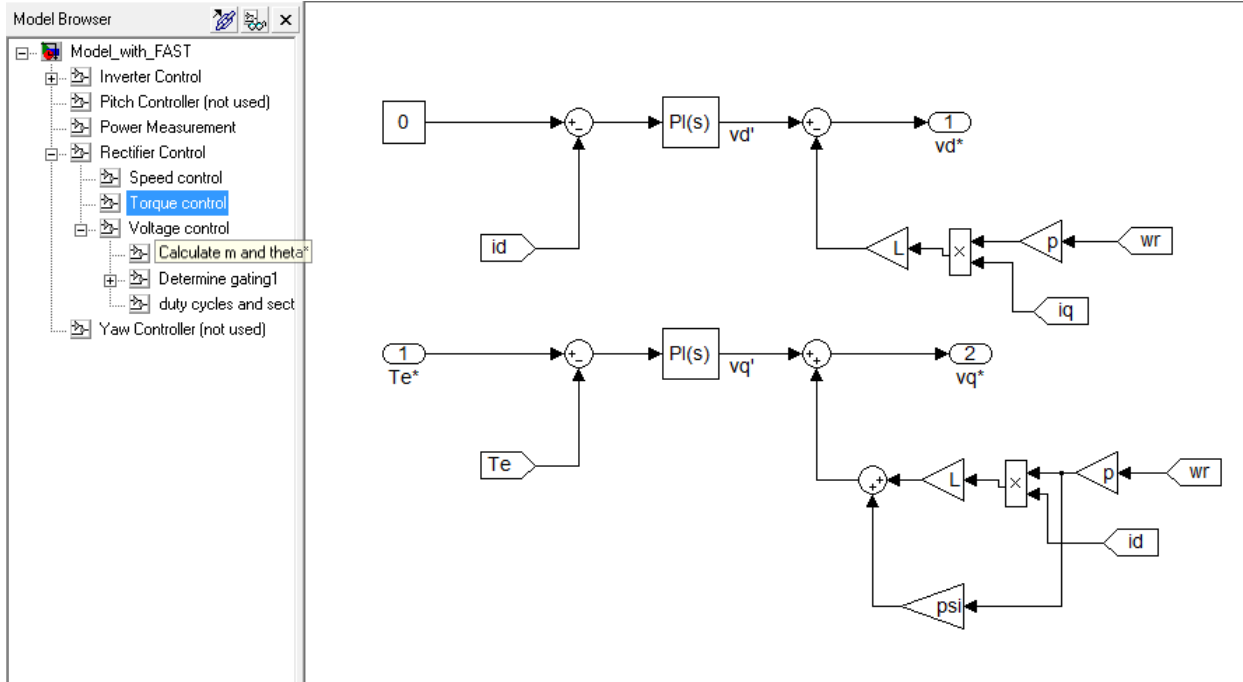 Model Browser
Model_with_FAST
Inverter Control
Pitch Controller (not used)
Power Measurement
Rectifier Control
Speed control
Torque control
Voltage control
Calculate m and theta*
Determine gating1
duty cycles and sect
Yaw Controller (not used)
0
+
−
PI(s)
vd'
+
−
1
vd*
id
L
×
p
wr
iq
1
Te*
+
−
PI(s)
vq'
+
+
2
vq*
Te
+
+
L
×
p
wr
id
psi